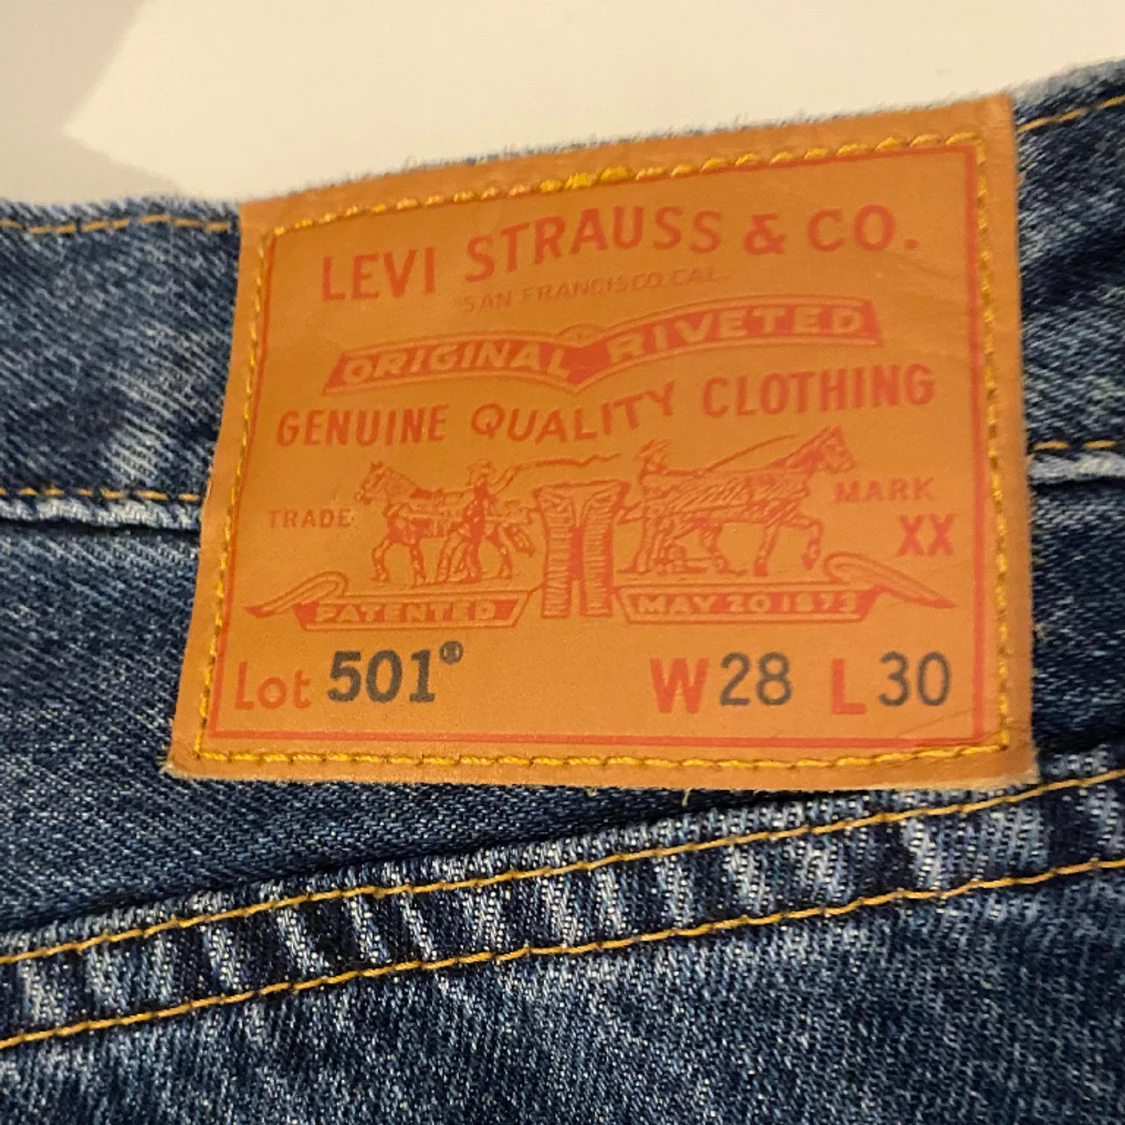 LEVI STRAUSS & CO.
SAN FRANCISCO CAL.
ORIGINAL RIVETED
GENUINE QUALITY CLOTHING
TRADE MARK
XX
PATENTED MAY 20 1873
Lot 501® W28 L30